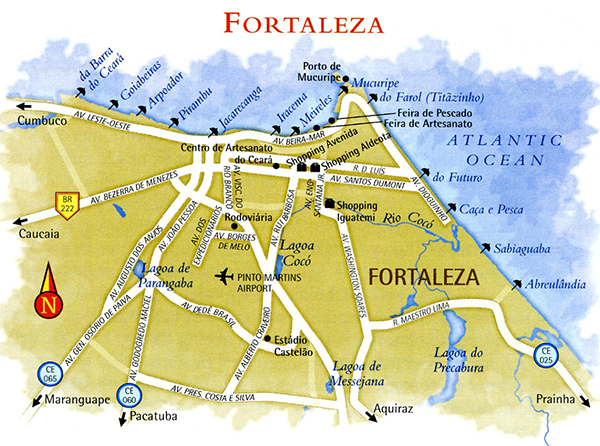 FORTALEZA
da Barra
do Ceará
Goiabeiras
Arpoador
Pirambu
Jacarecanga
Iracema
Meireles
Porto de
Mucuripe
Mucuripe
do Farol (Titãzinho)
Feira de Pescado
Feira de Artesanato
Cumbuco
AV. LESTE-OESTE
AV. BEIRA-MAR
Centro de Artesanato
do Ceará
Shopping Avenida
Shopping Aldeota
ATLANTIC
OCEAN
R. D. LUÍS
AV. SANTOS DUMONT
do Futuro
AV. DIOGUINHO
BR
222
AV. BEZERRA DE MENEZES
AV. VISC. DO
RIO BRANCO
AV. RUI BARBOSA
AV. ENG.
SANTANA JR.
Shopping
Iguatemi
Rio Cocó
Caça e Pesca
Caucaia
AV. JOÃO PESSOA
AV. DOS
EXPEDICIONÁRIOS
Rodoviária
AV. BORGES
DE MELO
Lagoa
Cocó
Sabiaguaba
AV. AUGUSTO DOS ANJOS
Lagoa de
Parangaba
PINTO MARTINS
AIRPORT
AV. WASHINGTON SOARES
FORTALEZA
Abreulândia
N
AV. GEN. OSÓRIO DE PAIVA
AV. GODOFREDO MACIEL
AV. DEDÉ BRASIL
AV. ALBERTO CRAVEIRO
Estádio
Castelão
R. MAESTRO LIMA
Lagoa do
Precabura
CE
025
CE
065
CE
060
Lagoa de
Messejana
AV. PRES. COSTA E SILVA
Maranguape
Pacatuba
Aquiraz
Prainha